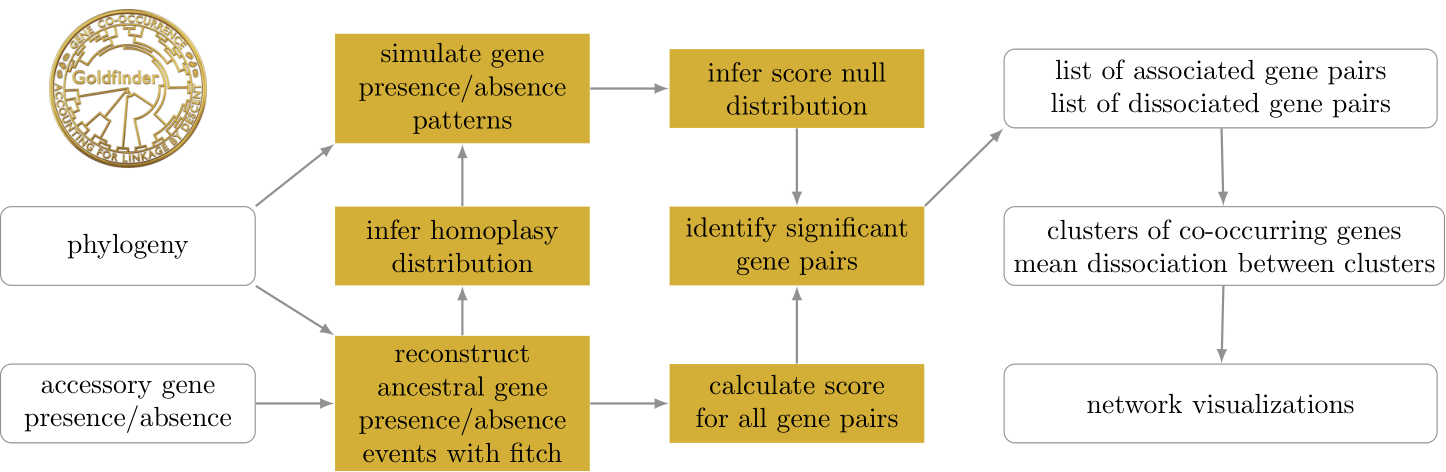 GENE CO-OCCURRENCE
Goldfinder
ACCOUNTING FOR LINKAGE BY DESCENT
simulate gene
presence/absence
patterns
infer score null
distribution
list of associated gene pairs
list of dissociated gene pairs
phylogeny
infer homoplasy
distribution
identify significant
gene pairs
clusters of co-occurring genes
mean dissociation between clusters
accessory gene
presence/absence
reconstruct
ancestral gene
presence/absence
events with fitch
calculate score
for all gene pairs
network visualizations